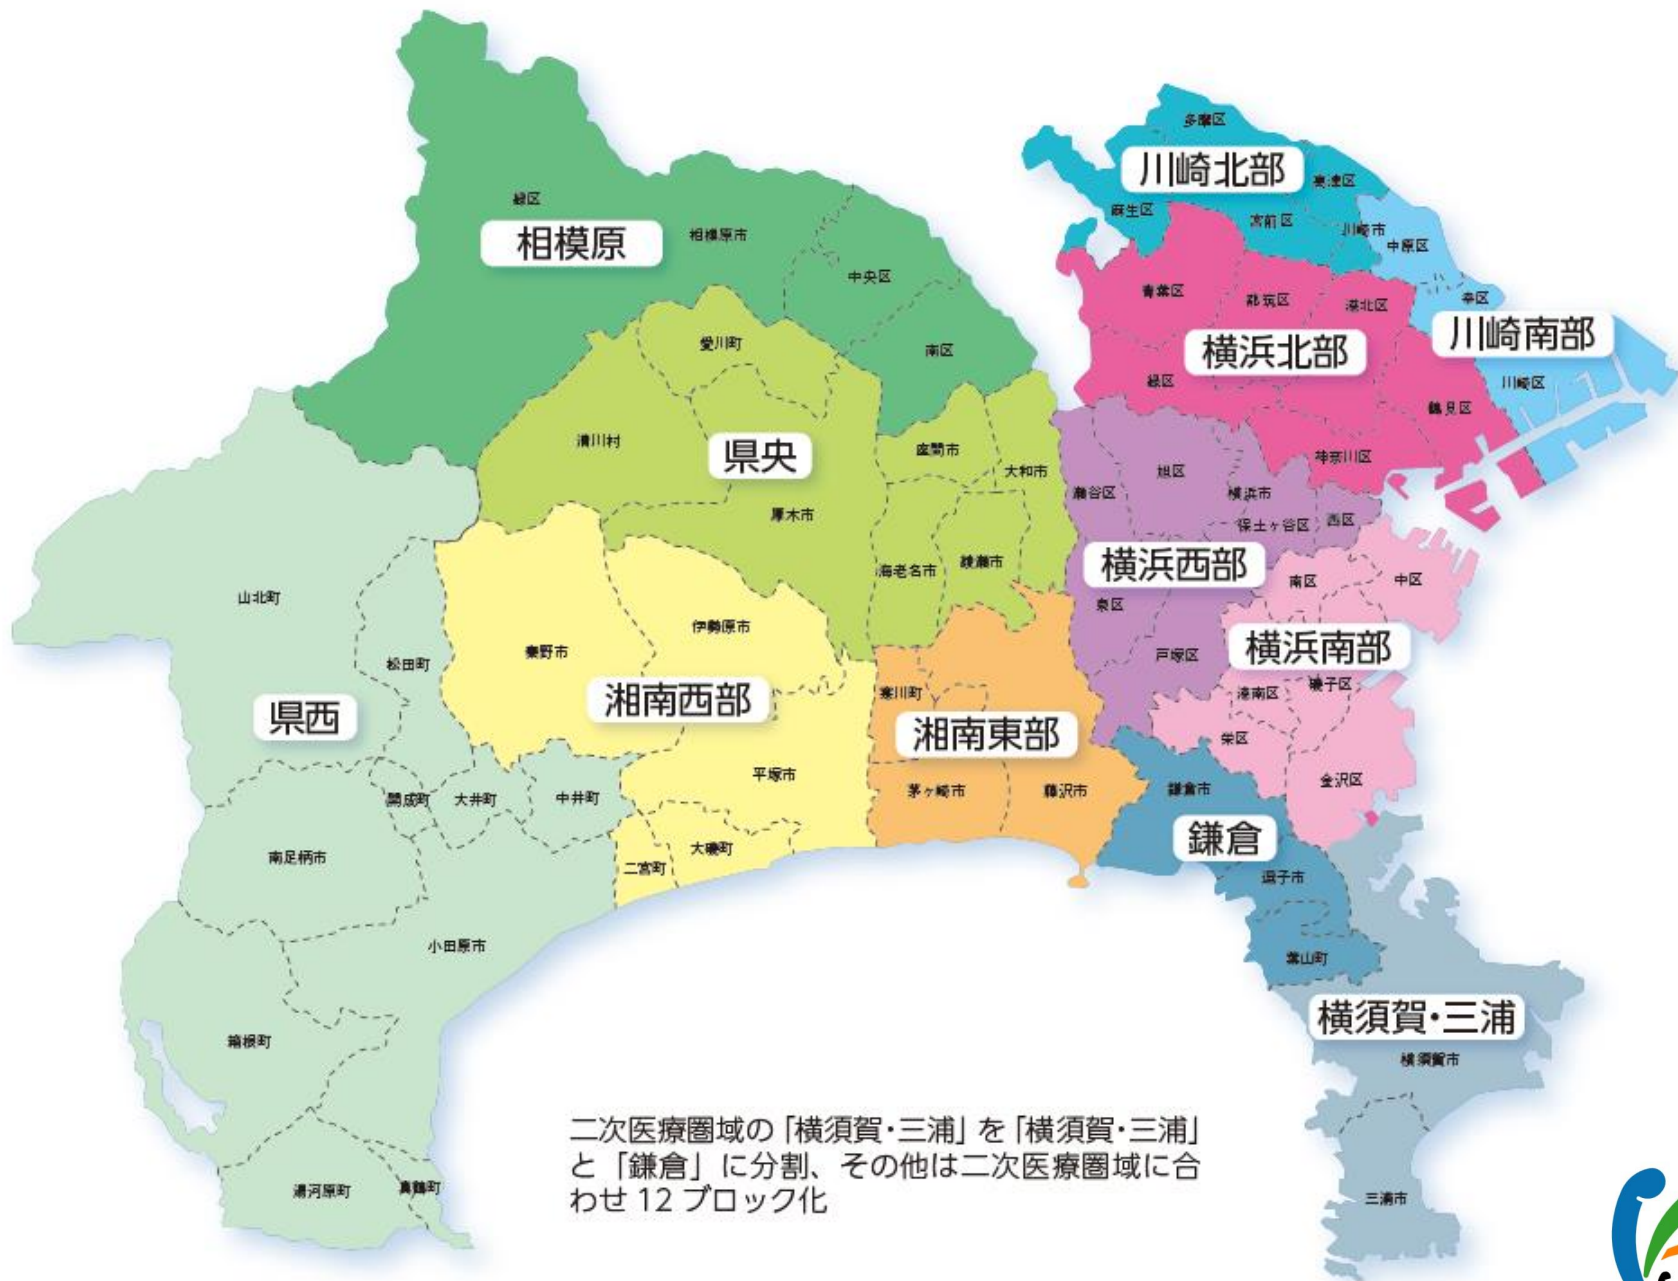 多摩区
川崎北部
高津区
緑区
麻生区
宮前区
川崎市
相模原市
相模原
中原区
中央区
青葉区
都筑区
港北区
幸区
川崎南部
愛川町
南区
横浜北部
緑区
川崎区
鶴見区
清川村
県央
座間市
大和市
神奈川区
瀬谷区
旭区
横浜市
厚木市
保土ヶ谷区
西区
海老名市
綾瀬市
横浜西部
南区
中区
山北町
泉区
伊勢原市
秦野市
松田町
戸塚区
横浜南部
湘南西部
寒川町
港南区
磯子区
県西
湘南東部
栄区
平塚市
金沢区
開成町
大井町
中井町
茅ヶ崎市
藤沢市
鎌倉市
鎌倉
南足柄市
大磯町
二宮町
逗子市
小田原市
葉山町
横須賀・三浦
箱根町
横須賀市
二次医療圏域の「横須賀・三浦」を「横須賀・三浦」
と「鎌倉」に分割、その他は二次医療圏域に合
わせ 12 ブロック化
湯河原町
真鶴町
三浦市